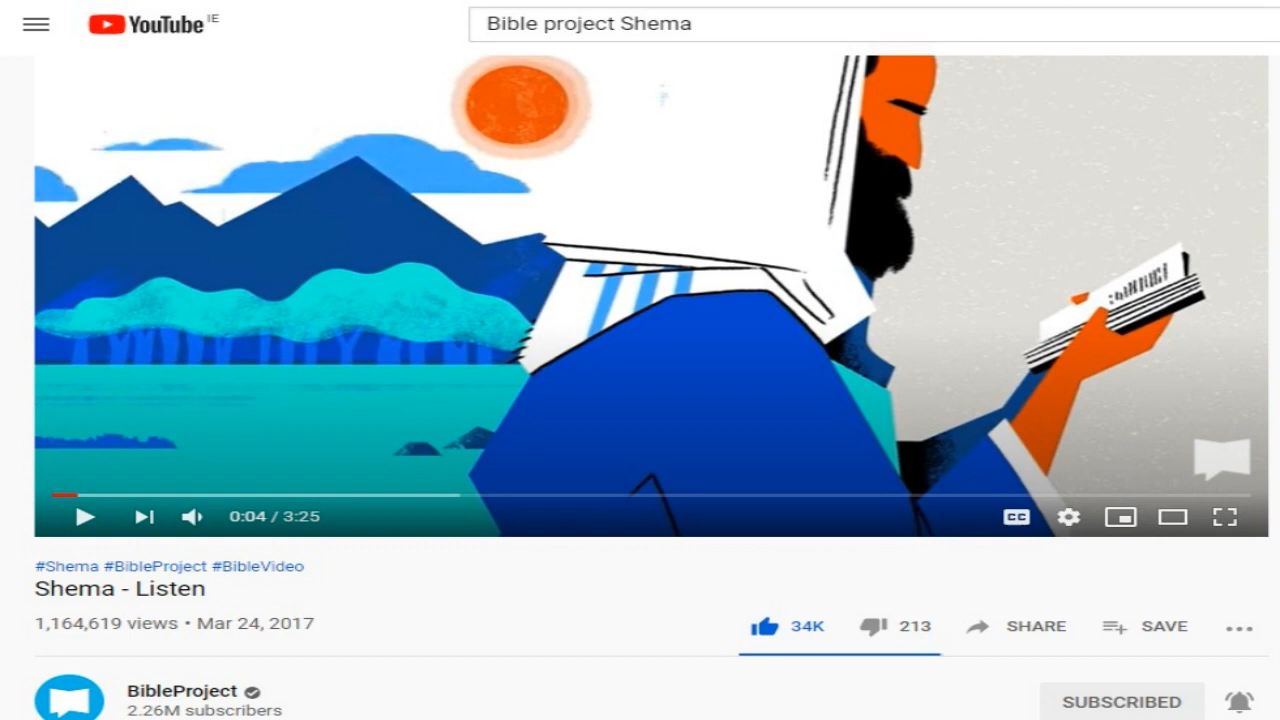 YouTube IE
Bible project Shema
0:04 / 3:25
CC
#Shema #BibleProject #BibleVideo
Shema - Listen
1,164,619 views • Mar 24, 2017
34K 213 SHARE SAVE
BibleProject
SUBSCRIBED
2.26M subscribers